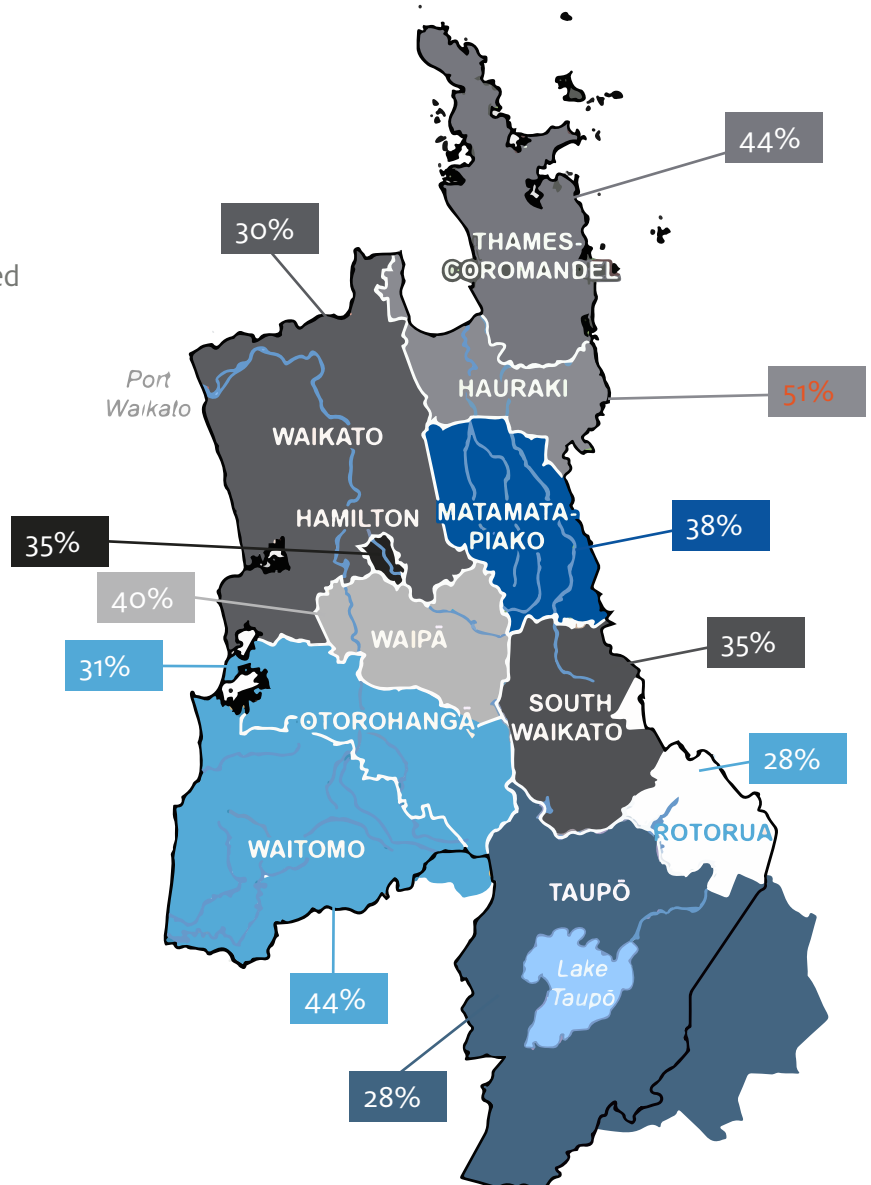 44%
30%
THAMES-
COROMANDEL
ed
Port
Waikato
HAURAKI
51%
WAIKATO
HAMILTON
MATAMATA-
PIAKO
38%
35%
40%
WAIPĀ
35%
31%
SOUTH
WAIKATO
OTOROHANGĀ
28%
ROTORUA
WAITOMO
TAUPŌ
Lake
Taupō
44%
28%